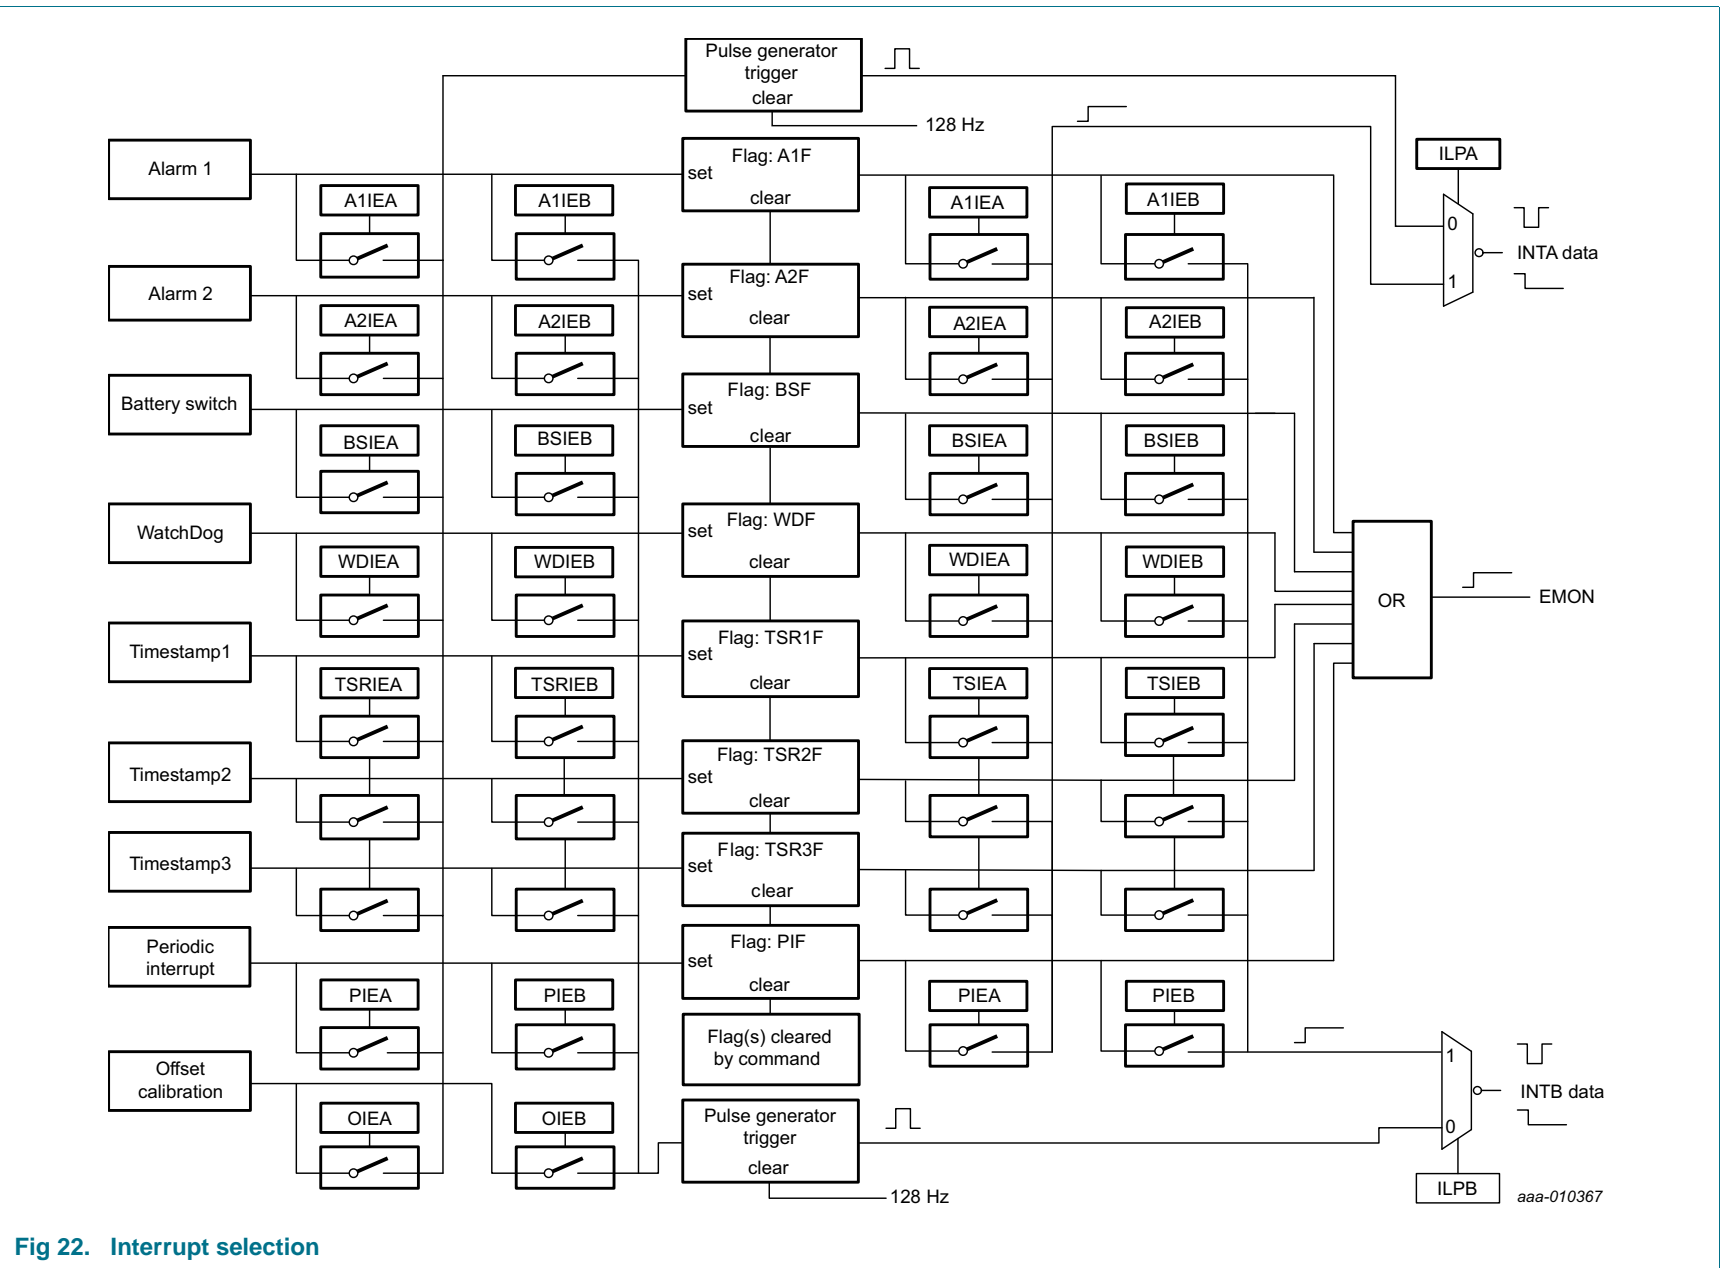 Pulse generator
trigger
clear
128 Hz
Alarm 1
Flag: A1F
set
clear
ILPA
A1IEA
A1IEB
A1IEA
A1IEB
0
INTA data
1
Alarm 2
Flag: A2F
set
clear
A2IEA
A2IEB
A2IEA
A2IEB
Battery switch
Flag: BSF
set
clear
BSIEA
BSIEB
BSIEA
BSIEB
WatchDog
Flag: WDF
set
clear
WDIEA
WDIEB
WDIEA
WDIEB
OR
EMON
Timestamp1
Flag: TSR1F
set
clear
TSRIEA
TSRIEB
TSIEA
TSIEB
Timestamp2
Flag: TSR2F
set
clear
Timestamp3
Flag: TSR3F
set
clear
Periodic
interrupt
Flag: PIF
set
clear
PIEA
PIEB
PIEA
PIEB
Flag(s) cleared
by command
Offset
calibration
1
INTB data
0
OIEA
OIEB
Pulse generator
trigger
clear
128 Hz
ILPB
aaa-010367
Fig 22. Interrupt selection